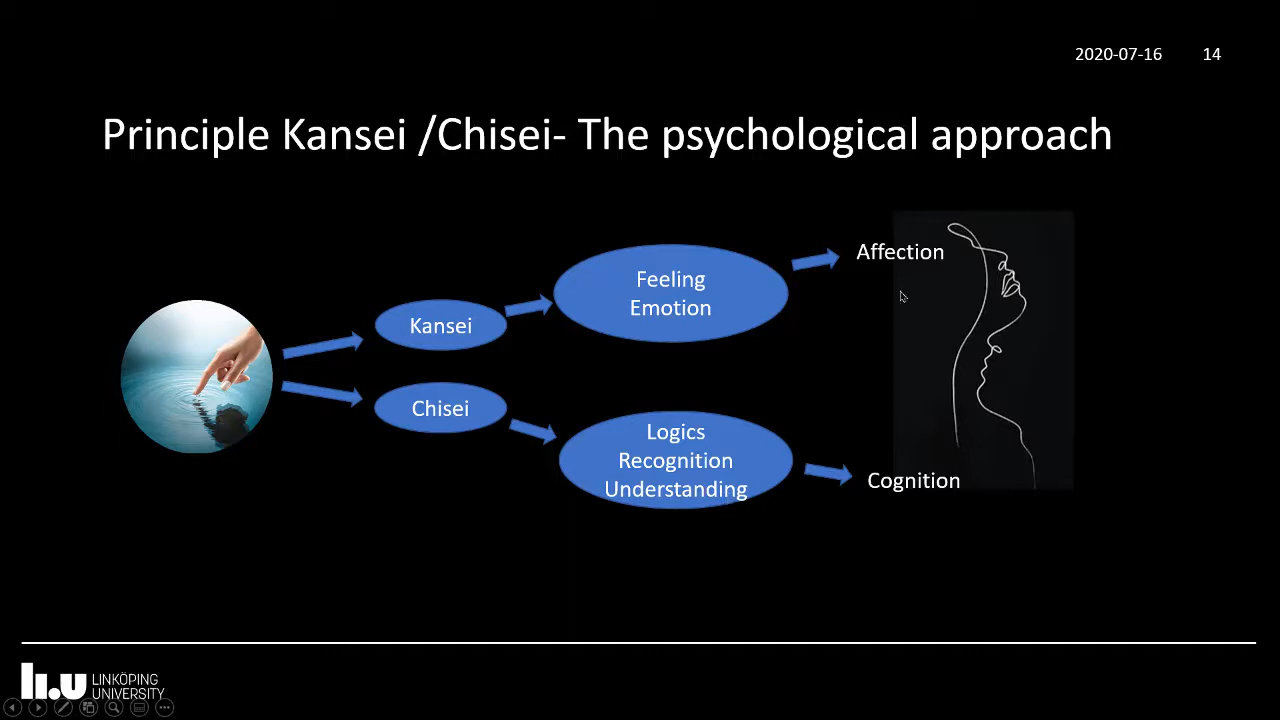 2020-07-16 14
Principle Kansei /Chisei- The psychological approach
Feeling
Emotion
Affection
Kansei
Chisei
Logics
Recognition
Understanding
Cognition
li.u LINKÖPING
UNIVERSITY